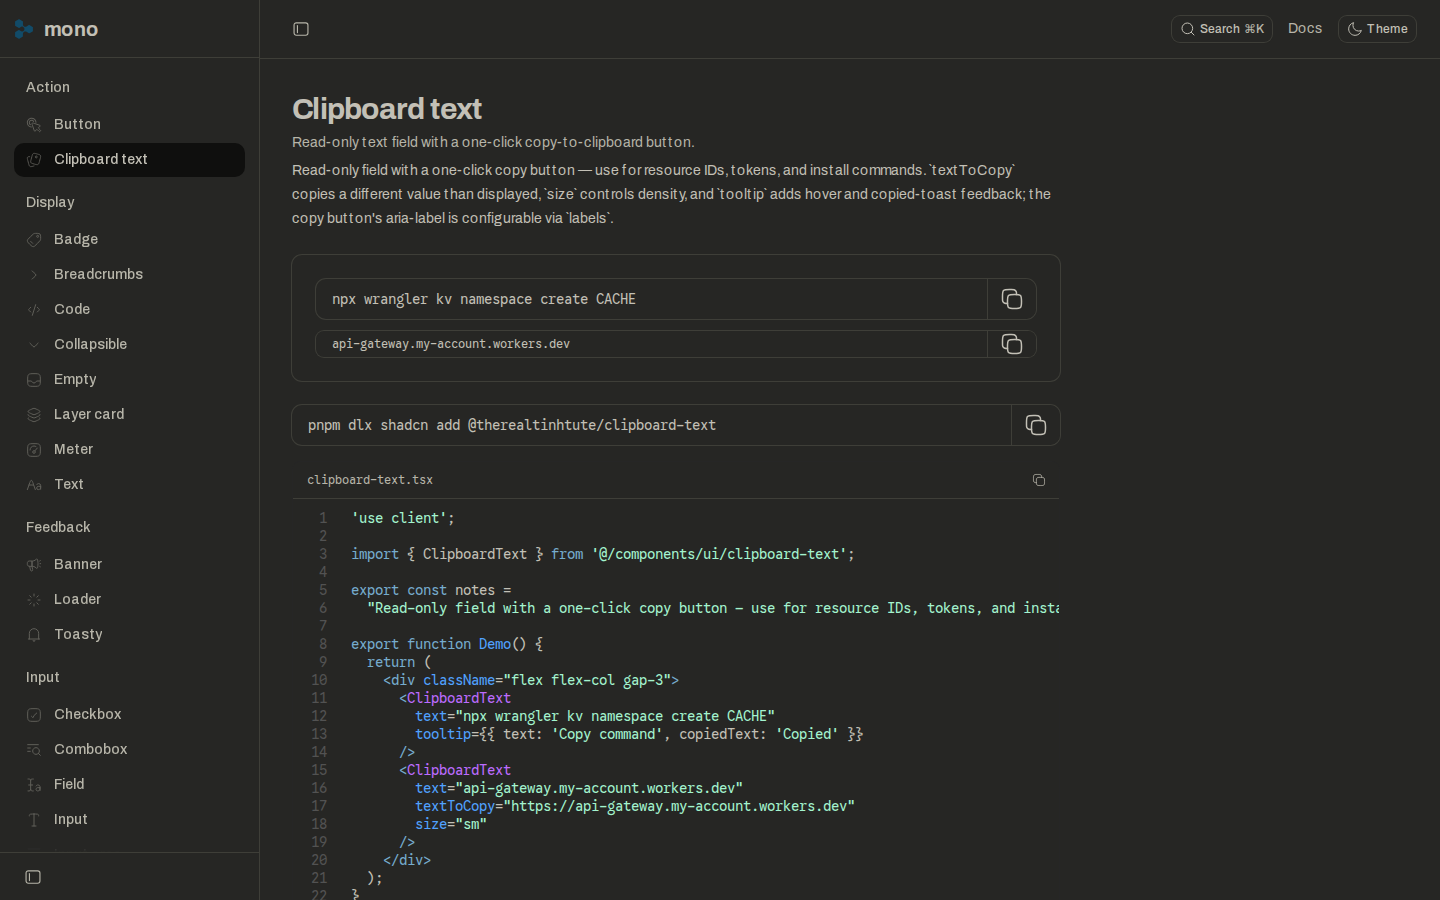 mono
Search ⌘K
Docs
Theme
Action
Button
Clipboard text
Display
Badge
Breadcrumbs
Code
Collapsible
Empty
Layer card
Meter
Text
Feedback
Banner
Loader
Toasty
Input
Checkbox
Combobox
Field
Input
Clipboard text
Read-only text field with a one-click copy-to-clipboard button.
Read-only field with a one-click copy button — use for resource IDs, tokens, and install commands. `textToCopy`
copies a different value than displayed, `size` controls density, and `tooltip` adds hover and copied-toast feedback; the
copy button's aria-label is configurable via `labels`.
npx wrangler kv namespace create CACHE
api-gateway.my-account.workers.dev
pnpm dlx shadcn add @therealtinhtute/clipboard-text
clipboard-text.tsx
1 'use client';
2
3 import { ClipboardText } from '@/components/ui/clipboard-text';
4
5 export const notes =
6 "Read-only field with a one-click copy button — use for resource IDs, tokens, and insta
7
8 export function Demo() {
9 return (
10 <div className="flex flex-col gap-3">
11 <ClipboardText
12 text="npx wrangler kv namespace create CACHE"
13 tooltip={{ text: 'Copy command', copiedText: 'Copied' }}
14 />
15 <ClipboardText
16 text="api-gateway.my-account.workers.dev"
17 textToCopy="https://api-gateway.my-account.workers.dev"
18 size="sm"
19 />
20 </div>
21 );
22 }